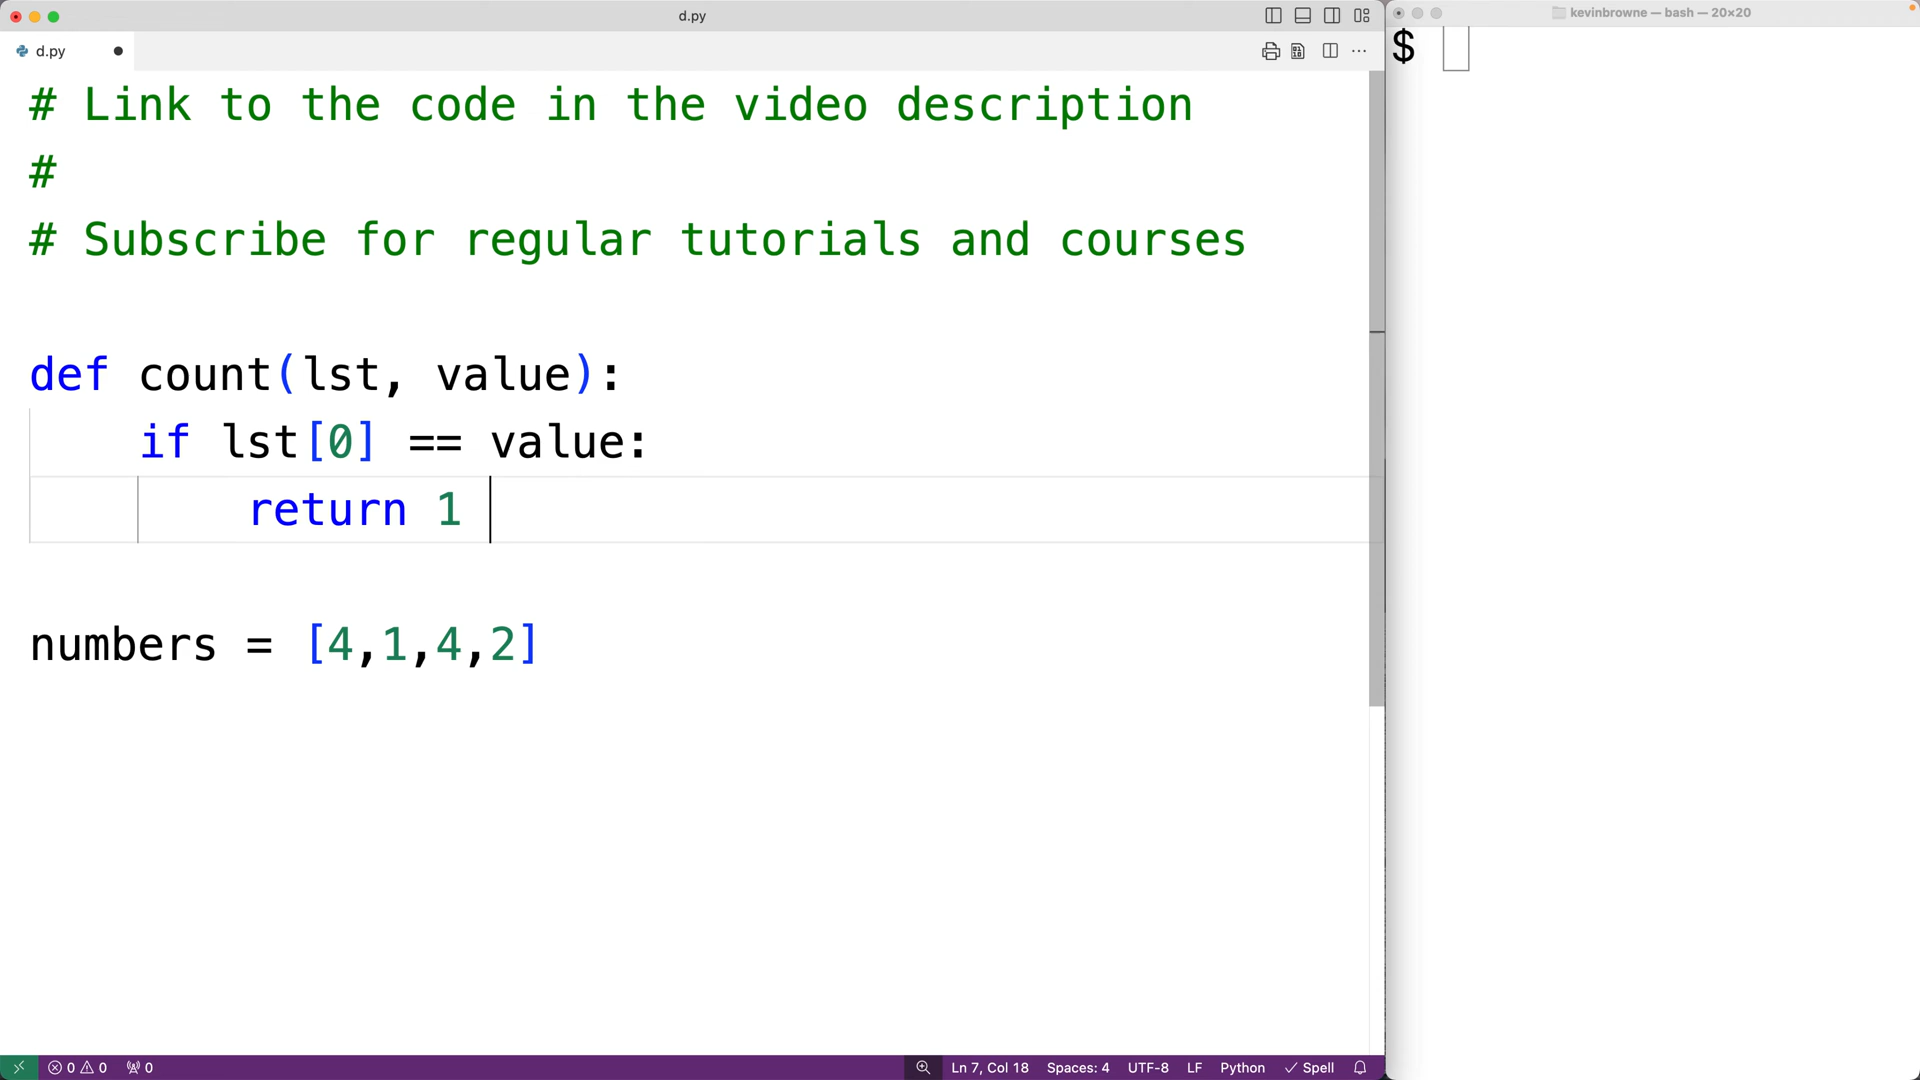 d.py
d.py
# Link to the code in the video description
#
# Subscribe for regular tutorials and courses
def count(lst, value):
if lst[0] == value:
return 1
numbers = [4,1,4,2]
0 0 0
Ln 7, Col 18 Spaces: 4 UTF-8 LF Python Spell
kevinbrowne — bash — 20×20
$